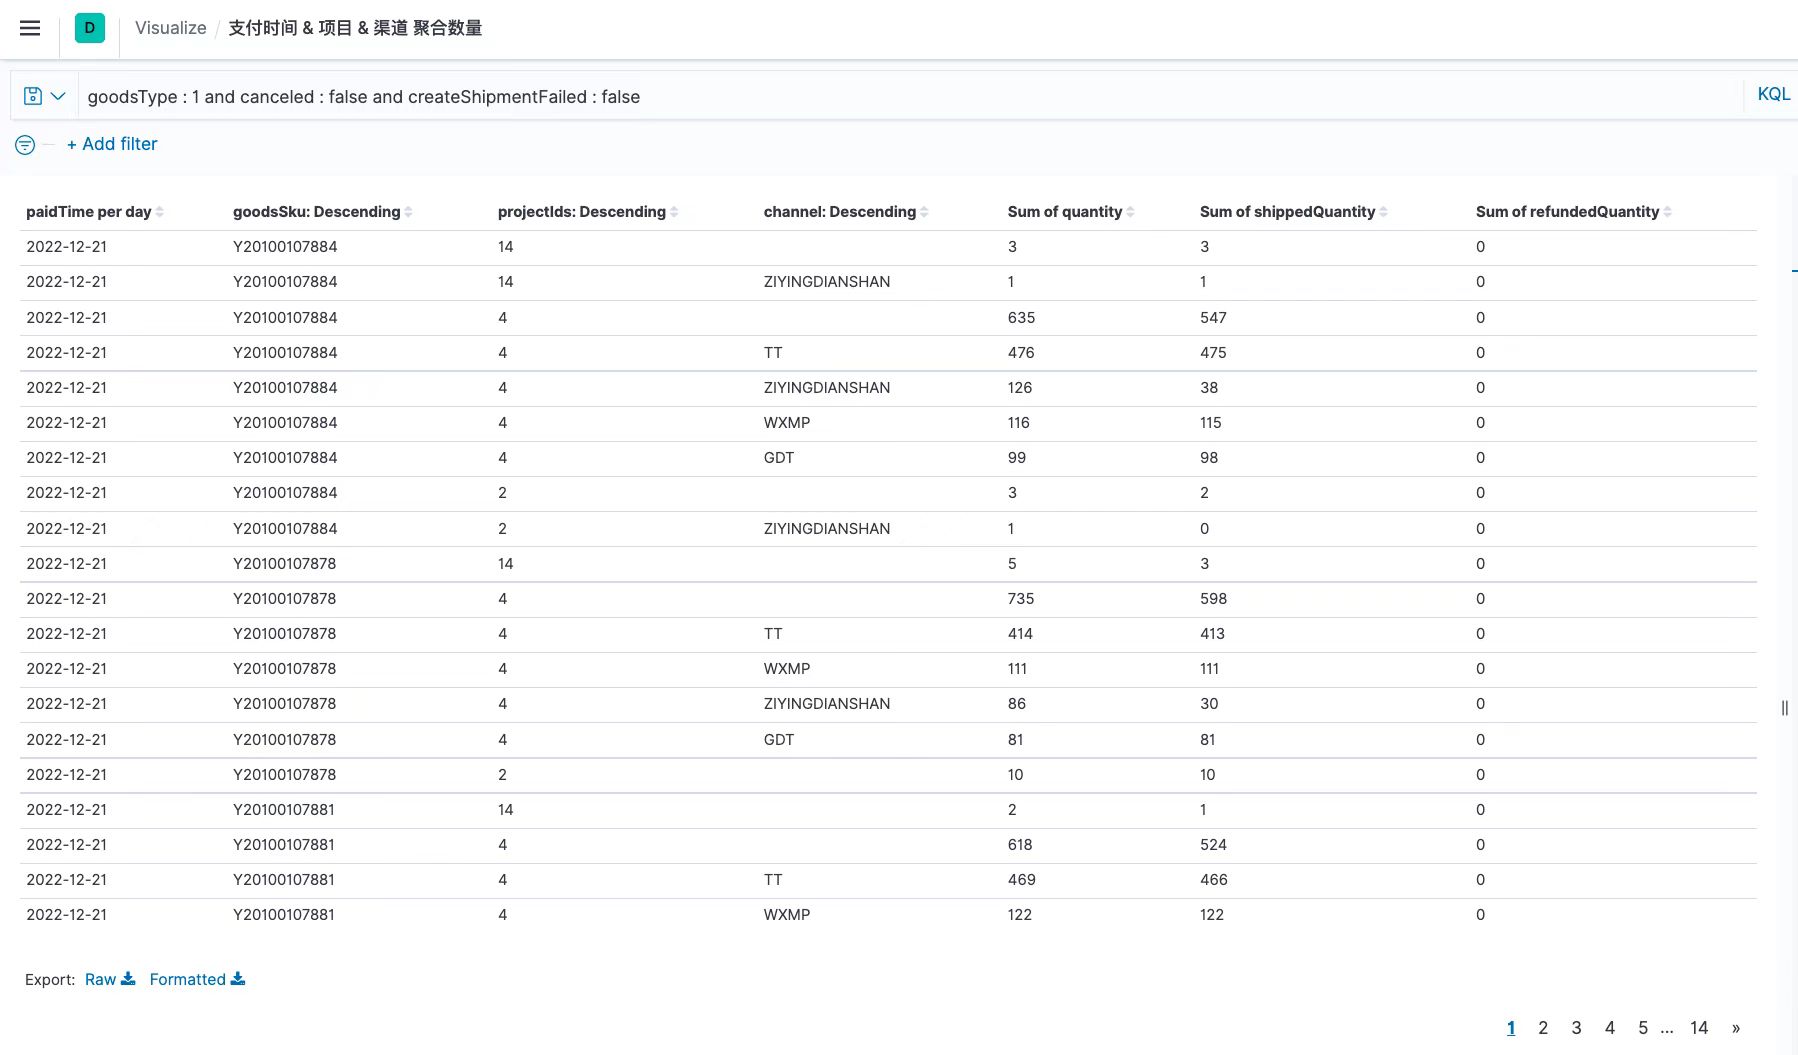 D Visualize / 支付时间 & 项目 & 渠道 聚合数量
goodsType : 1 and canceled : false and createShipmentFailed : false KQL
+ Add filter
paidTime per day goodsSku: Descending projectIds: Descending channel: Descending Sum of quantity Sum of shippedQuantity Sum of refundedQuantity
2022-12-21 Y20100107884 14 3 3 0
2022-12-21 Y20100107884 14 ZIYINGDIANSHAN 1 1 0
2022-12-21 Y20100107884 4 635 547 0
2022-12-21 Y20100107884 4 TT 476 475 0
2022-12-21 Y20100107884 4 ZIYINGDIANSHAN 126 38 0
2022-12-21 Y20100107884 4 WXMP 116 115 0
2022-12-21 Y20100107884 4 GDT 99 98 0
2022-12-21 Y20100107884 2 3 2 0
2022-12-21 Y20100107884 2 ZIYINGDIANSHAN 1 0 0
2022-12-21 Y20100107878 14 5 3 0
2022-12-21 Y20100107878 4 735 598 0
2022-12-21 Y20100107878 4 TT 414 413 0
2022-12-21 Y20100107878 4 WXMP 111 111 0
2022-12-21 Y20100107878 4 ZIYINGDIANSHAN 86 30 0
2022-12-21 Y20100107878 4 GDT 81 81 0
2022-12-21 Y20100107878 2 10 10 0
2022-12-21 Y20100107881 14 2 1 0
2022-12-21 Y20100107881 4 618 524 0
2022-12-21 Y20100107881 4 TT 469 466 0
2022-12-21 Y20100107881 4 WXMP 122 122 0
Export: Raw Formatted
1 2 3 4 5 ... 14 »